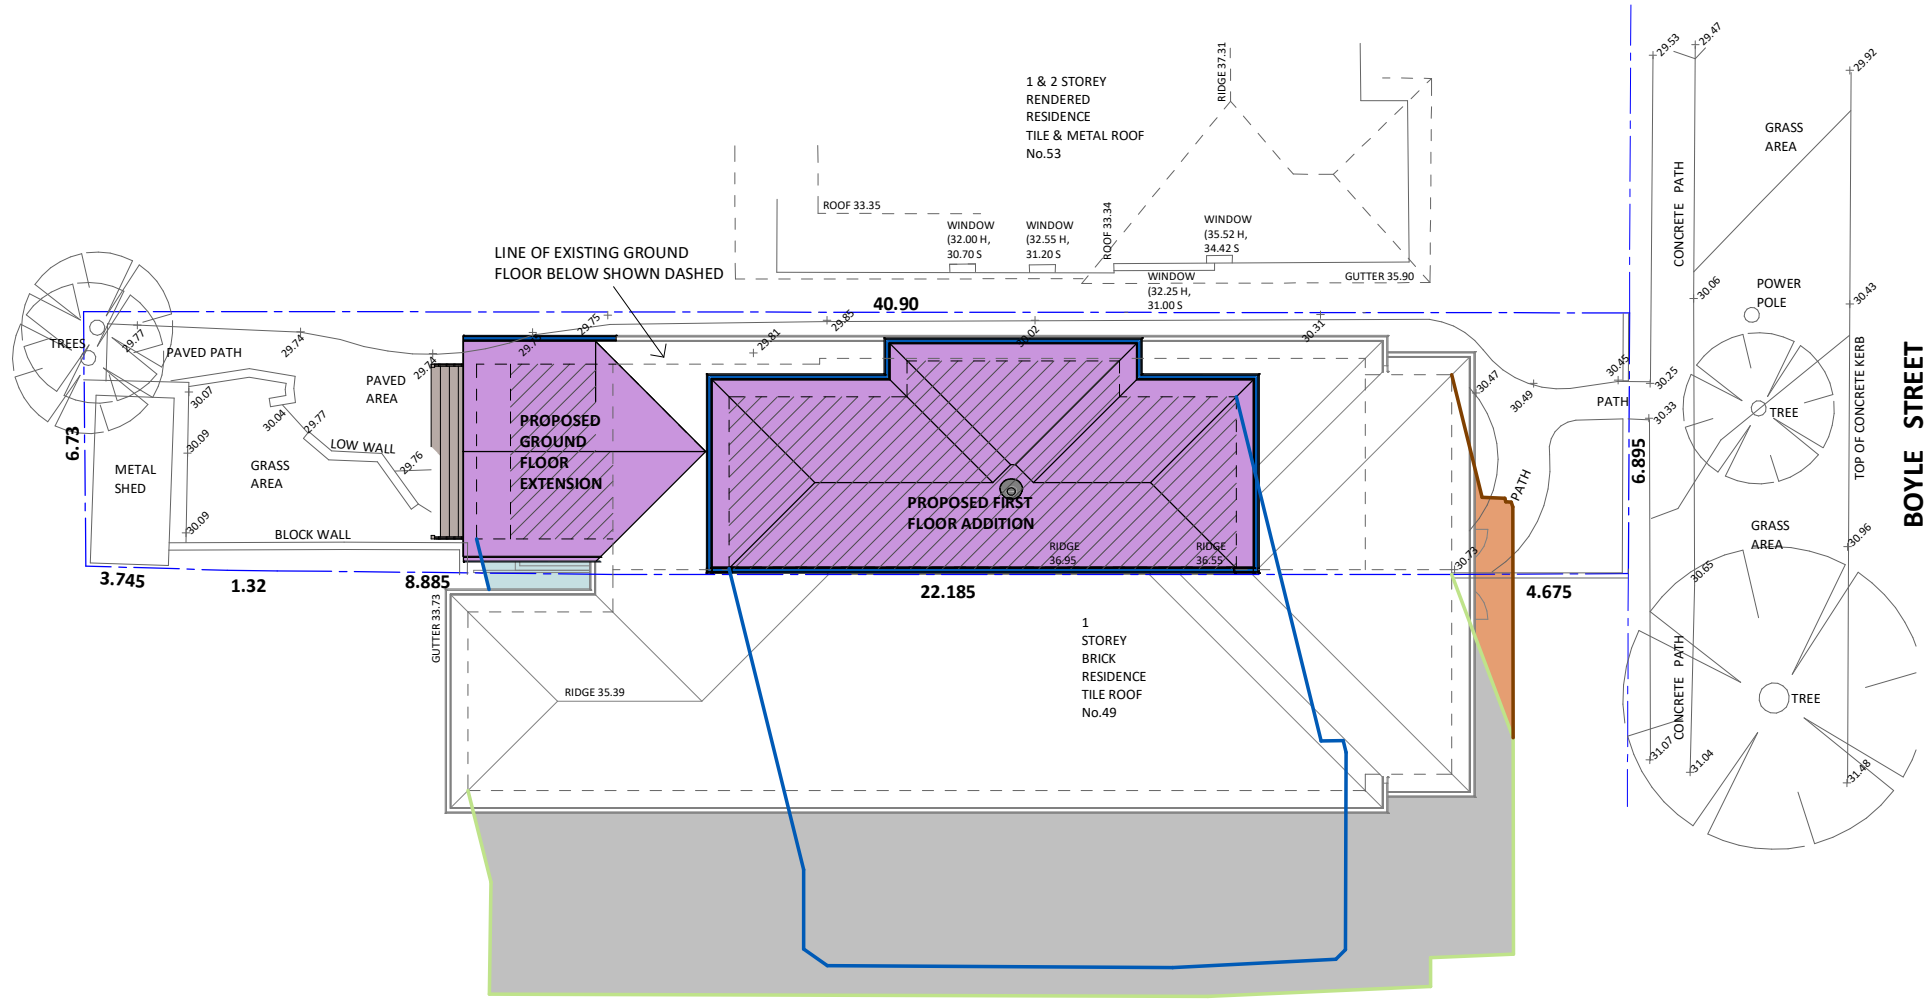 29.53
29.47
29.92
RIDGE 37.31
1 & 2 STOREY
RENDERED
RESIDENCE
TILE & METAL ROOF
No.53
GRASS
AREA
CONCRETE PATH
ROOF 33.35
ROOF 33.34
WINDOW
(32.00 H,
30.70 S
WINDOW
(32.55 H,
31.20 S
WINDOW
(35.52 H,
34.42 S
WINDOW
(32.25 H,
31.00 S
GUTTER 35.90
LINE OF EXISTING GROUND
FLOOR BELOW SHOWN DASHED
40.90
30.06
POWER
POLE
30.43
TREES
29.77
PAVED PATH
29.74
29.75
29.81
29.85
30.02
30.31
30.45
30.25
PAVED
AREA
29.74
30.47
30.49
PATH
30.33
TREE
TOP OF CONCRETE KERB
BOYLE STREET
6.73
30.07
30.04
29.77
LOW WALL
29.76
30.09
METAL
SHED
GRASS
AREA
30.09
BLOCK WALL
PROPOSED
GROUND
FLOOR
EXTENSION
PROPOSED FIRST
FLOOR ADDITION
RIDGE
36.95
RIDGE
36.55
30.73
PATH
6.895
GRASS
AREA
30.96
30.65
3.745
1.32
8.885
22.185
4.675
GUTTER 33.73
1
STOREY
BRICK
RESIDENCE
TILE ROOF
No.49
RIDGE 35.39
CONCRETE PATH
TREE
31.07
31.04
31.48